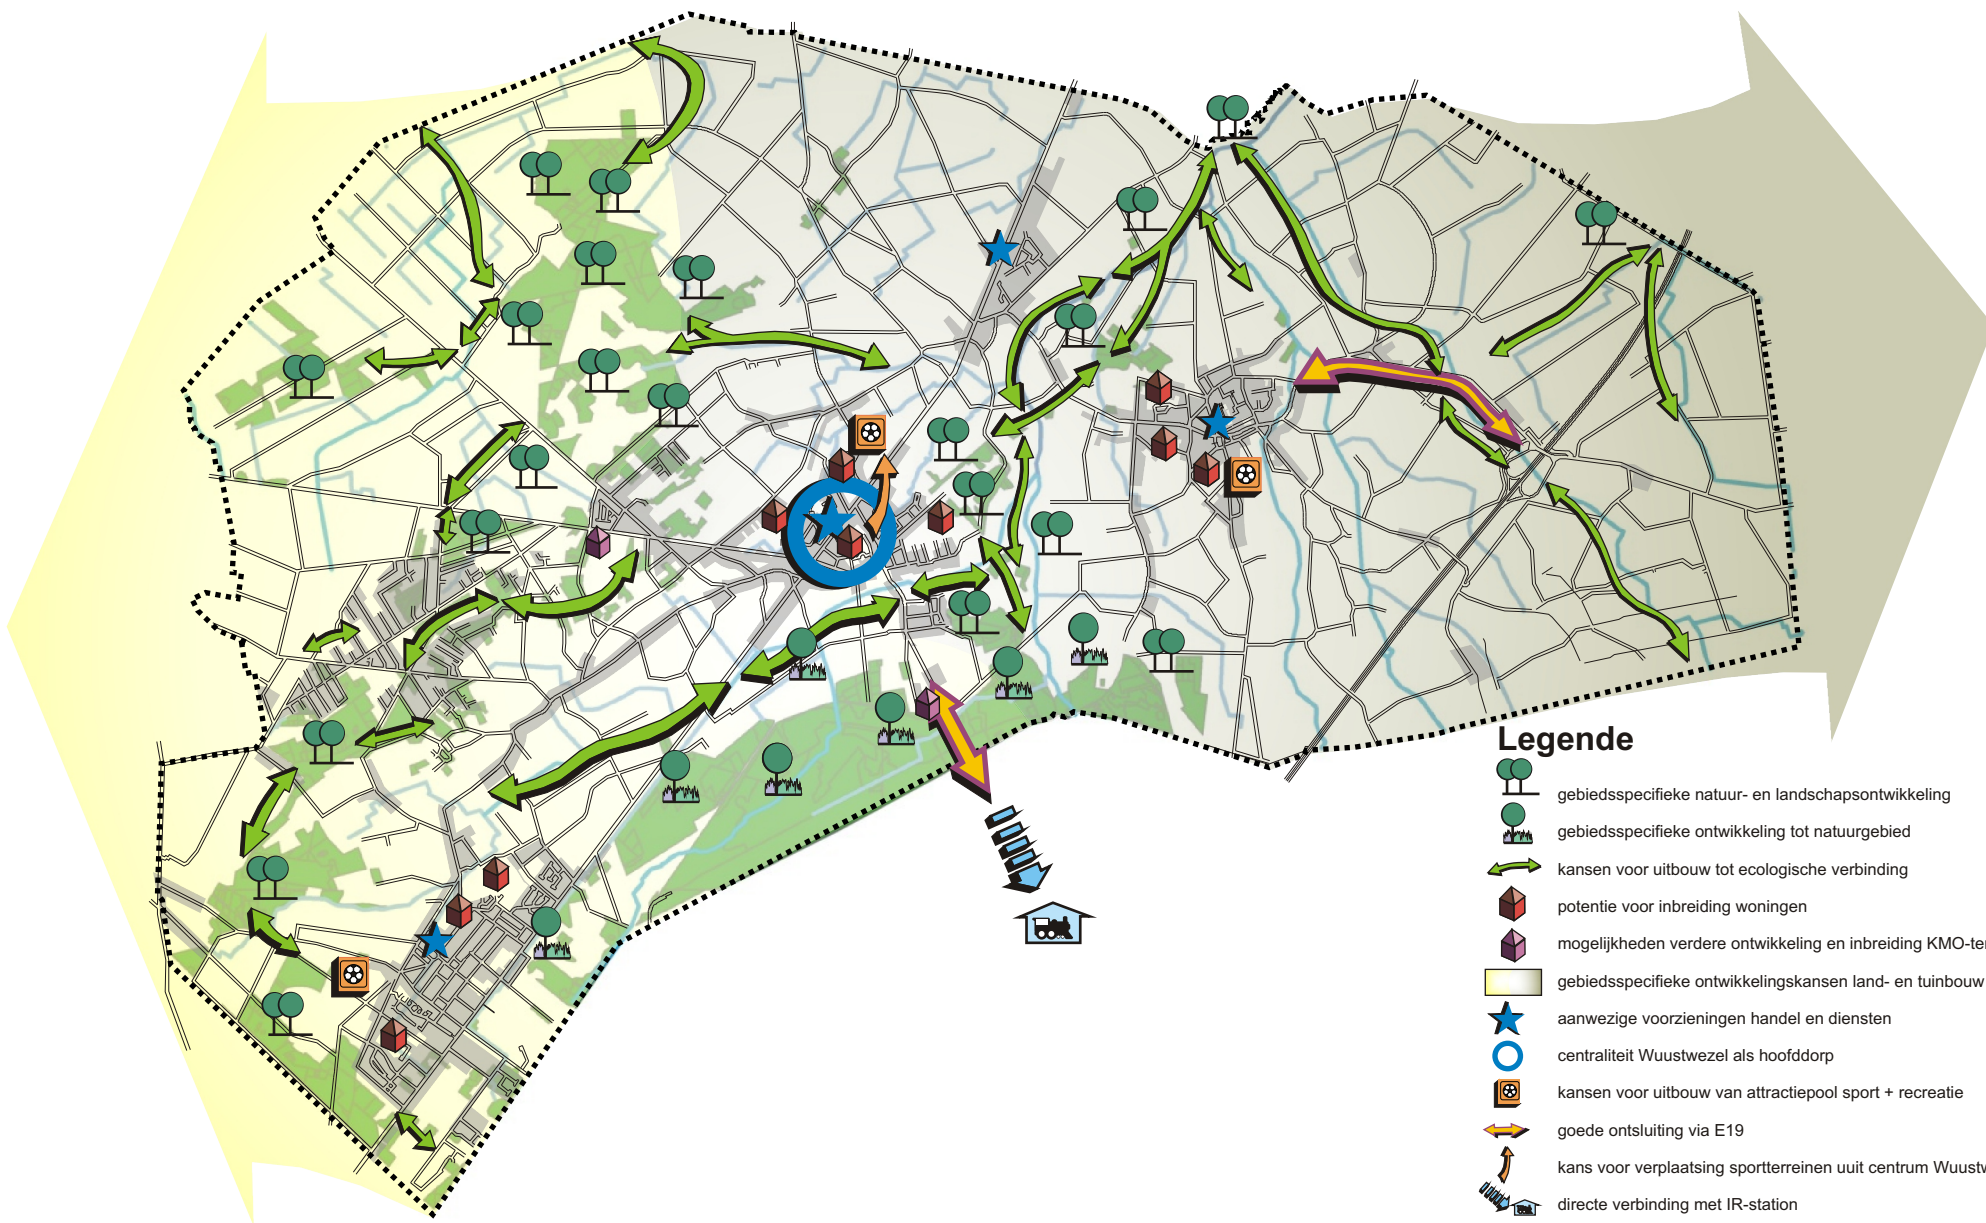 Legende
gebiedsspecifieke natuur- en landschapsontwikkeling
gebiedsspecifieke ontwikkeling tot natuurgebied
kansen voor uitbouw tot ecologische verbinding
potentie voor inbreiding woningen
mogelijkheden verdere ontwikkeling en inbreiding KMO-ter
gebiedsspecifieke ontwikkelingskansen land- en tuinbouw
aanwezige voorzieningen handel en diensten
centraliteit Wuustwezel als hoofddorp
kansen voor uitbouw van attractiepool sport + recreatie
goede ontsluiting via E19
kans voor verplaatsing sportterreinen uuit centrum Wuustw
directe verbinding met IR-station